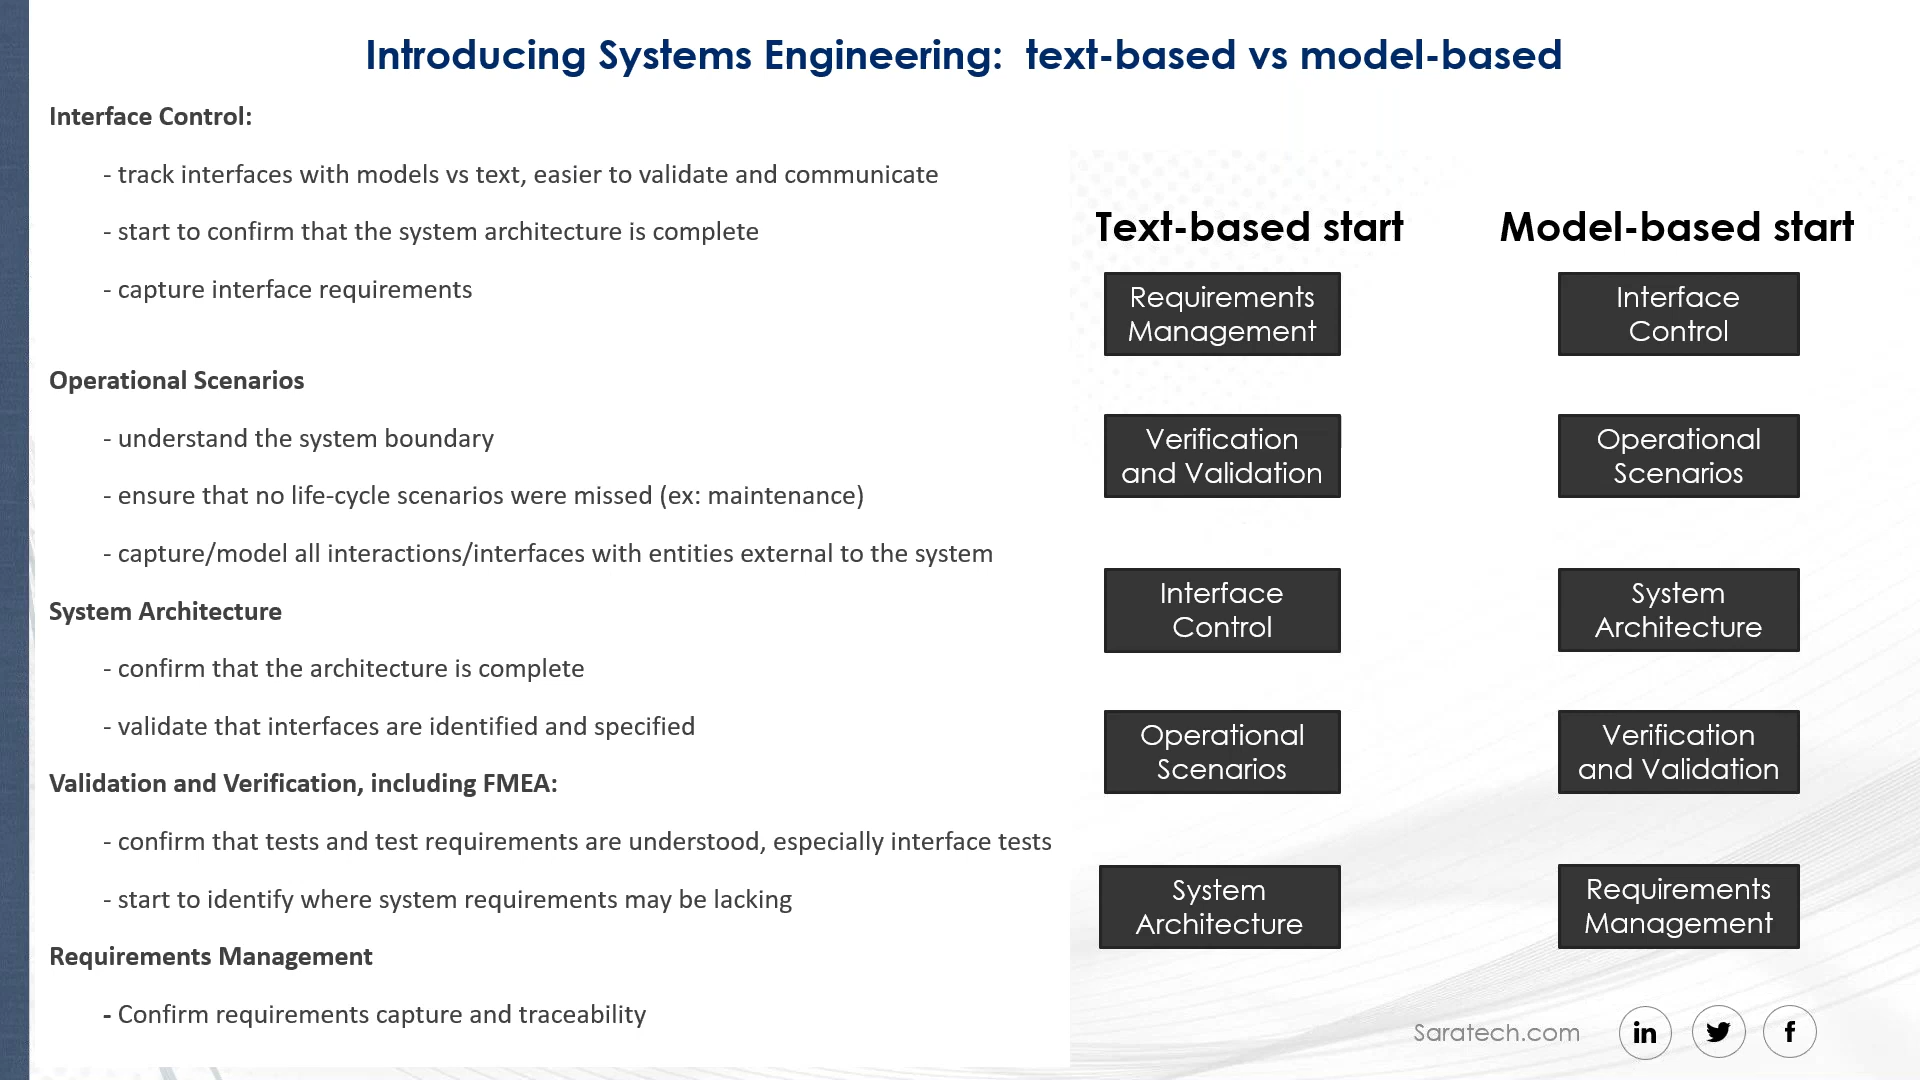 Introducing Systems Engineering:  text-based vs model-based
Interface Control:
- track interfaces with models vs text, easier to validate and communicate
- start to confirm that the system architecture is complete
- capture interface requirements
Operational Scenarios
- understand the system boundary
- ensure that no life-cycle scenarios were missed (ex: maintenance)
- capture/model all interactions/interfaces with entities external to the system
System Architecture
- confirm that the architecture is complete
- validate that interfaces are identified and specified
Validation and Verification, including FMEA:
- confirm that tests and test requirements are understood, especially interface tests
- start to identify where system requirements may be lacking
Requirements Management
- Confirm requirements capture and traceability
Text-based start
Requirements
Management
Verification
and Validation
Interface
Control
Operational
Scenarios
System
Architecture
Model-based start
Interface
Control
Operational
Scenarios
System
Architecture
Verification
and Validation
Requirements
Management
Saratech.com
in
f